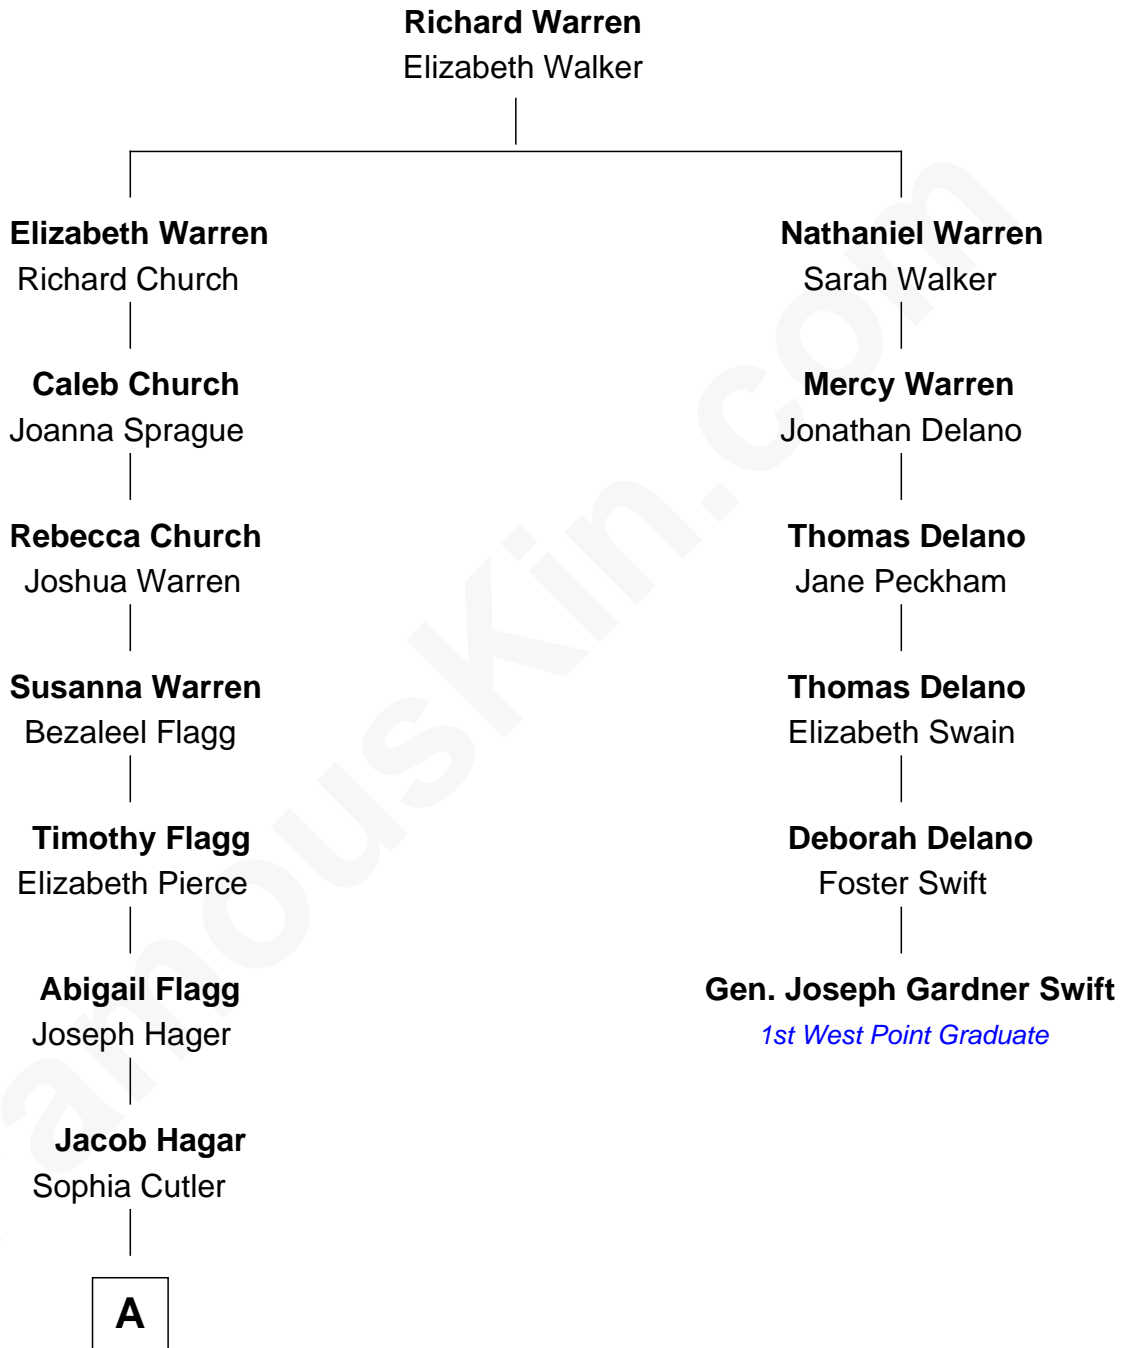 Richard Warren
Elizabeth Walker
Elizabeth Warren
Richard Church
Caleb Church
Joanna Sprague
Rebecca Church
Joshua Warren
Susanna Warren
Bezaleel Flagg
Timothy Flagg
Elizabeth Pierce
Abigail Flagg
Joseph Hager
Jacob Hagar
Sophia Cutler
A
Nathaniel Warren
Sarah Walker
Mercy Warren
Jonathan Delano
Thomas Delano
Jane Peckham
Thomas Delano
Elizabeth Swain
Deborah Delano
Foster Swift
Gen. Joseph Gardner Swift
1st West Point Graduate
amouskin.com